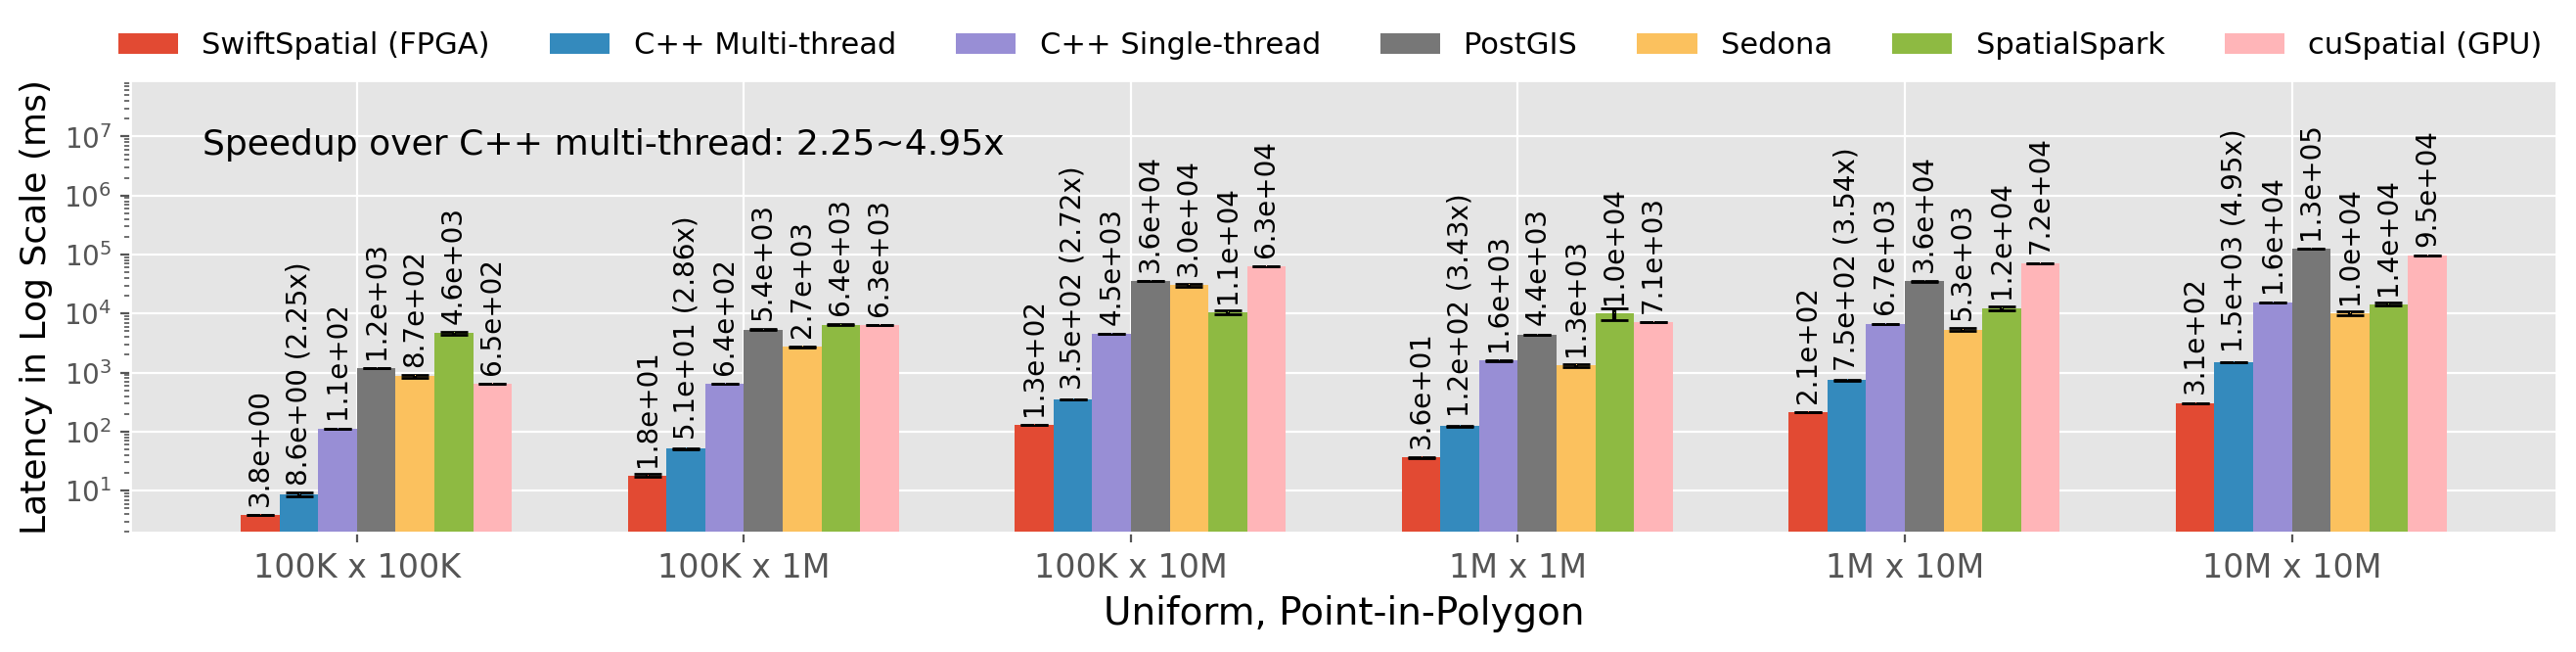 SwiftSpatial (FPGA) C++ Multi-thread C++ Single-thread PostGIS Sedona SpatialSpark cuSpatial (GPU)
Latency in Log Scale (ms)
10^7
10^6
10^5
10^4
10^3
10^2
10^1
Speedup over C++ multi-thread: 2.25~4.95x
3.8e+00
8.6e+00 (2.25x)
1.1e+02
1.2e+03
8.7e+02
4.6e+03
6.5e+02
1.8e+01
5.1e+01 (2.86x)
6.4e+02
5.4e+03
2.7e+03
6.4e+03
6.3e+03
1.3e+02
3.5e+02 (2.72x)
4.5e+03
3.6e+04
3.0e+04
1.1e+04
6.3e+04
3.6e+01
1.2e+02 (3.43x)
1.6e+03
4.4e+03
1.3e+03
1.0e+04
7.1e+03
2.1e+02
7.5e+02 (3.54x)
6.7e+03
3.6e+04
5.3e+03
1.2e+04
7.2e+04
3.1e+02
1.5e+03 (4.95x)
1.6e+04
1.3e+05
1.0e+04
1.4e+04
9.5e+04
100K x 100K 100K x 1M 100K x 10M 1M x 1M 1M x 10M 10M x 10M
Uniform, Point-in-Polygon